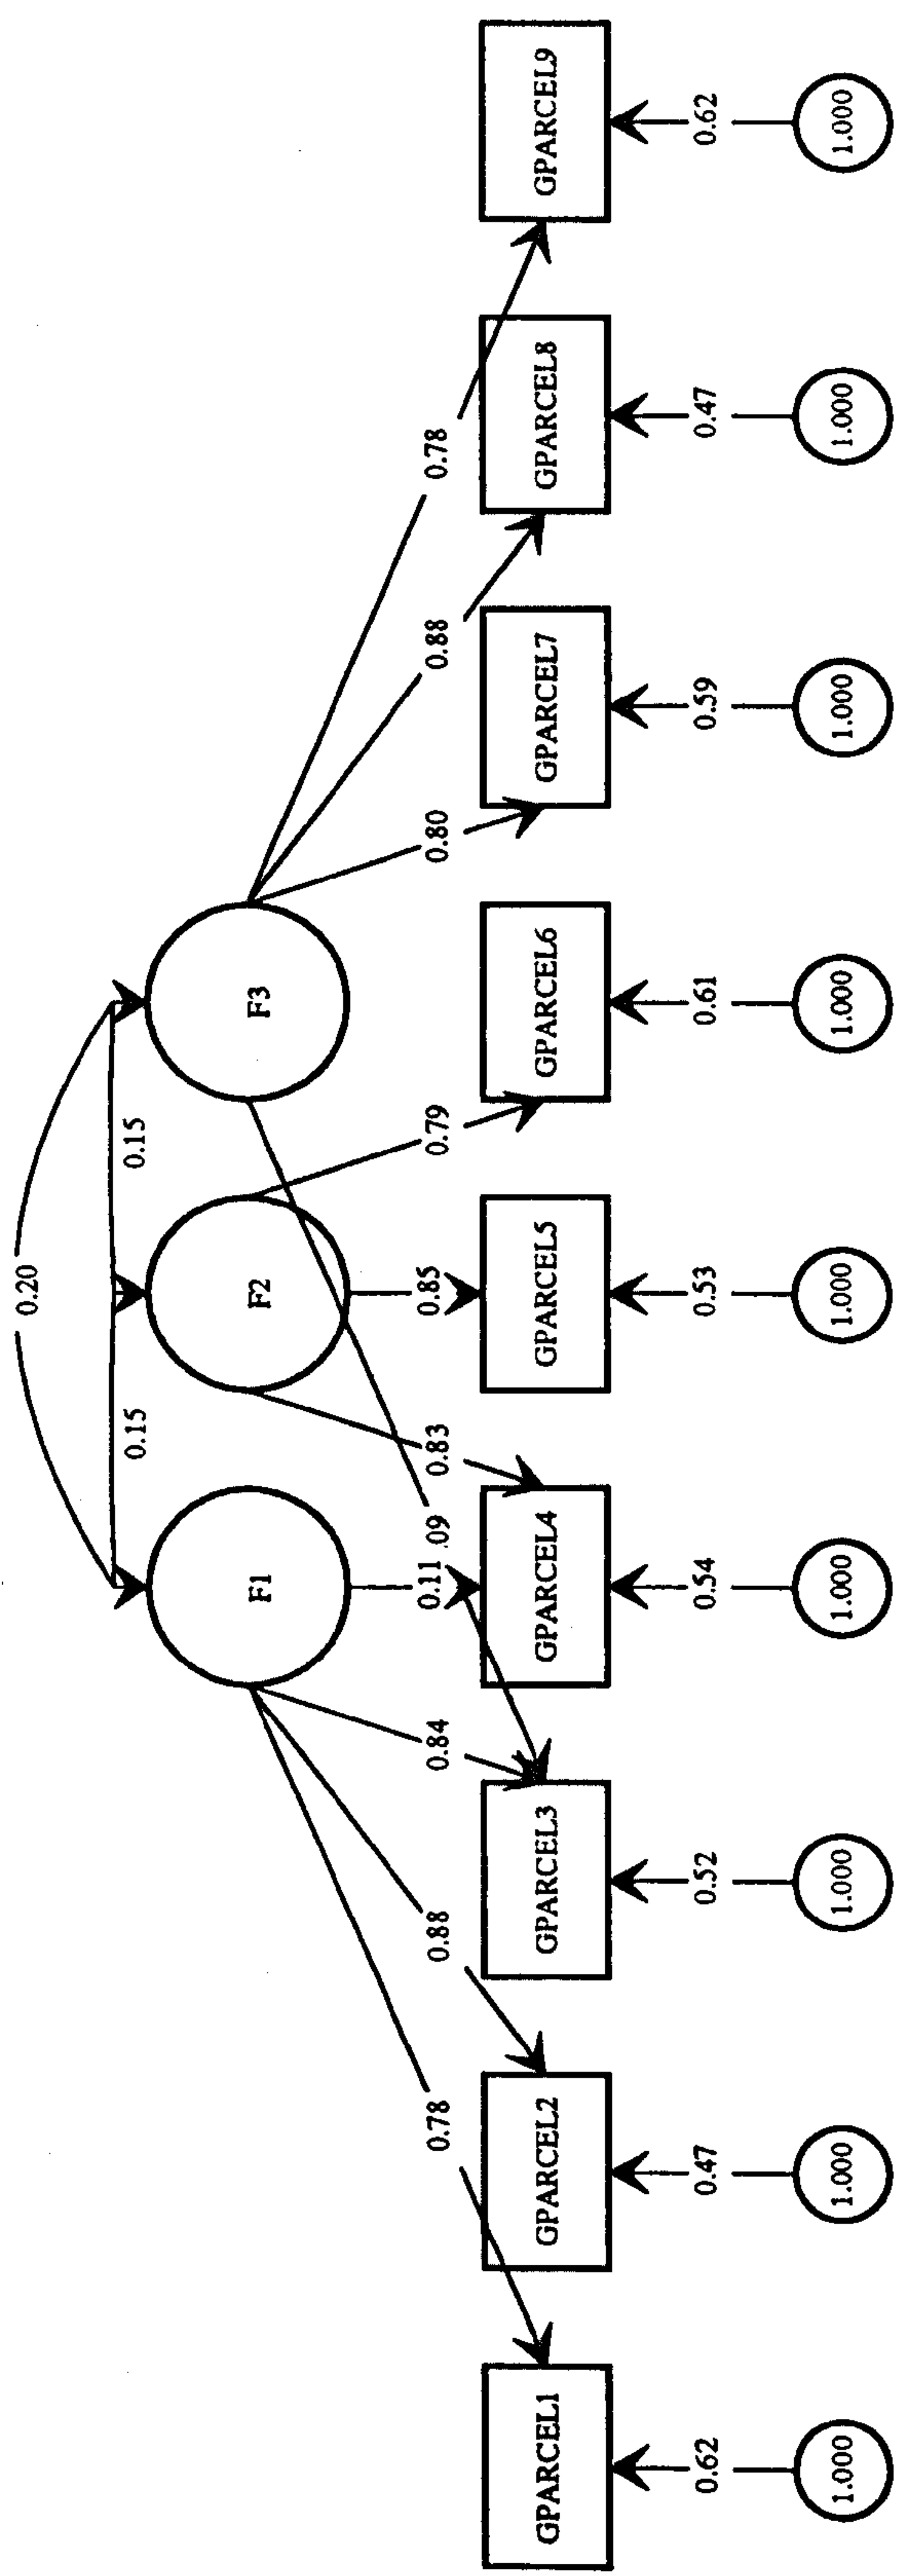 0.20
0.15 0.15
F1 F2 F3
0.78 0.88 0.84 0.11 .09 0.83 0.85 0.79 0.80 0.88 0.78
GPARCEL1 GPARCEL2 GPARCEL3 GPARCEL4 GPARCEL5 GPARCEL6 GPARCEL7 GPARCEL8 GPARCEL9
0.62 0.47 0.52 0.54 0.53 0.61 0.59 0.47 0.62
1.000 1.000 1.000 1.000 1.000 1.000 1.000 1.000 1.000